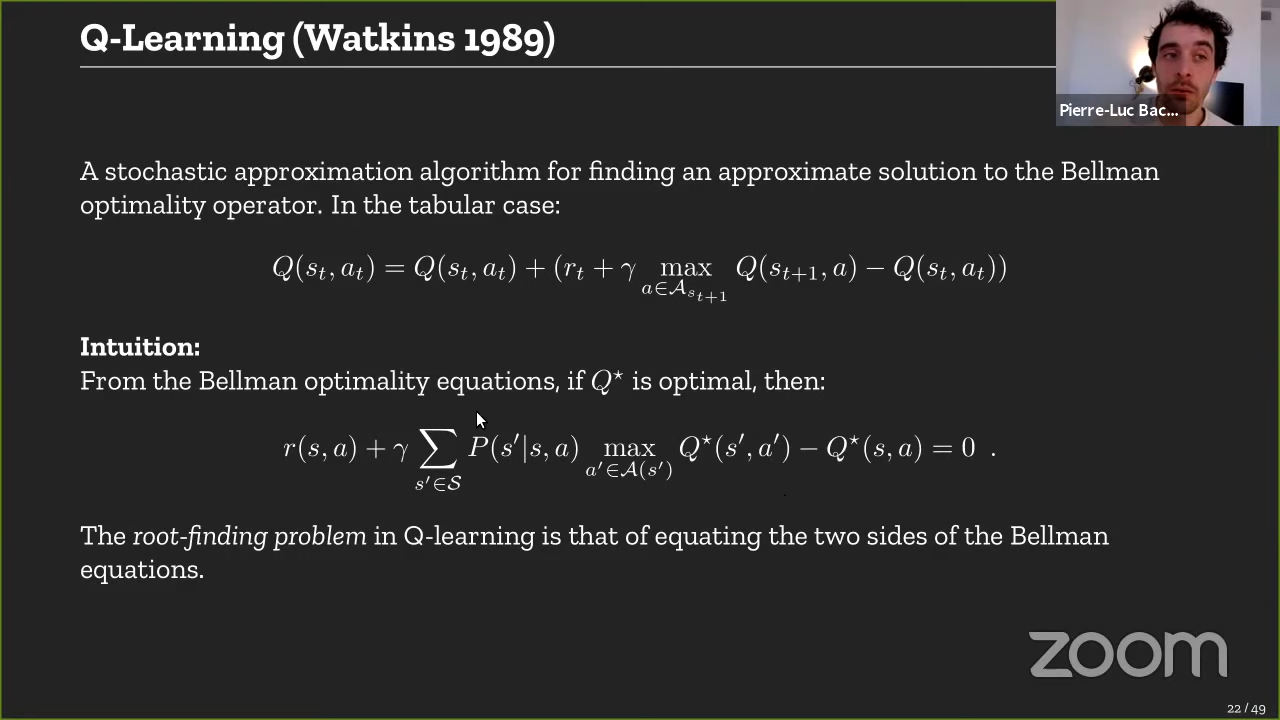 Q-Learning (Watkins 1989)
Pierre-Luc Bac...
A stochastic approximation algorithm for finding an approximate solution to the Bellman
optimality operator. In the tabular case:
Q(s_t, a_t) = Q(s_t, a_t) + (r_t + γ max_{a∈𝒜_{s_{t+1}}} Q(s_{t+1}, a) − Q(s_t, a_t))
Intuition:
From the Bellman optimality equations, if Q⋆ is optimal, then:
r(s, a) + γ ∑_{s′∈𝒮} P(s′|s, a) max_{a′∈𝒜(s′)} Q⋆(s′, a′) − Q⋆(s, a) = 0 .
The root-finding problem in Q-learning is that of equating the two sides of the Bellman
equations.
zoom
22 / 49